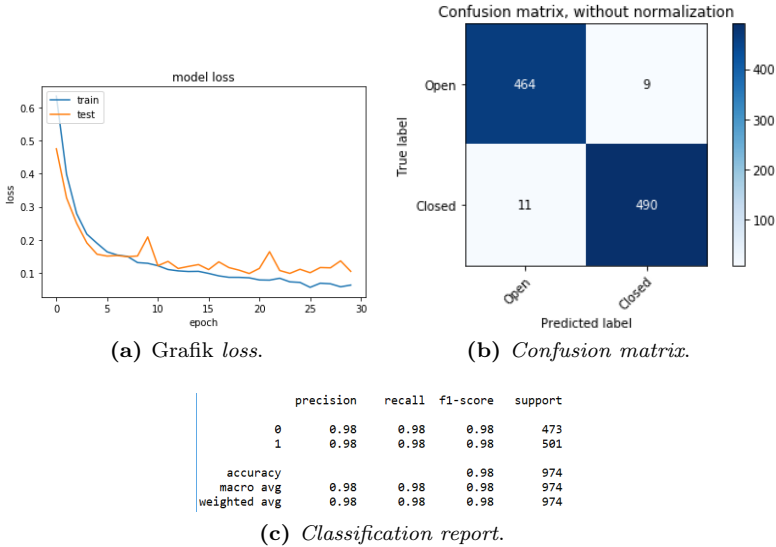 model loss
train
test
0.6
0.5
0.4
0.3
0.2
0.1
loss
0 5 10 15 20 25 30
epoch
(a) Grafik loss.
Confusion matrix, without normalization
Open
Closed
True label
464 9
11 490
Open Closed
Predicted label
400
300
200
100
(b) Confusion matrix.
precision recall f1-score support
0 0.98 0.98 0.98 473
1 0.98 0.98 0.98 501
accuracy 0.98 974
macro avg 0.98 0.98 0.98 974
weighted avg 0.98 0.98 0.98 974
(c) Classification report.